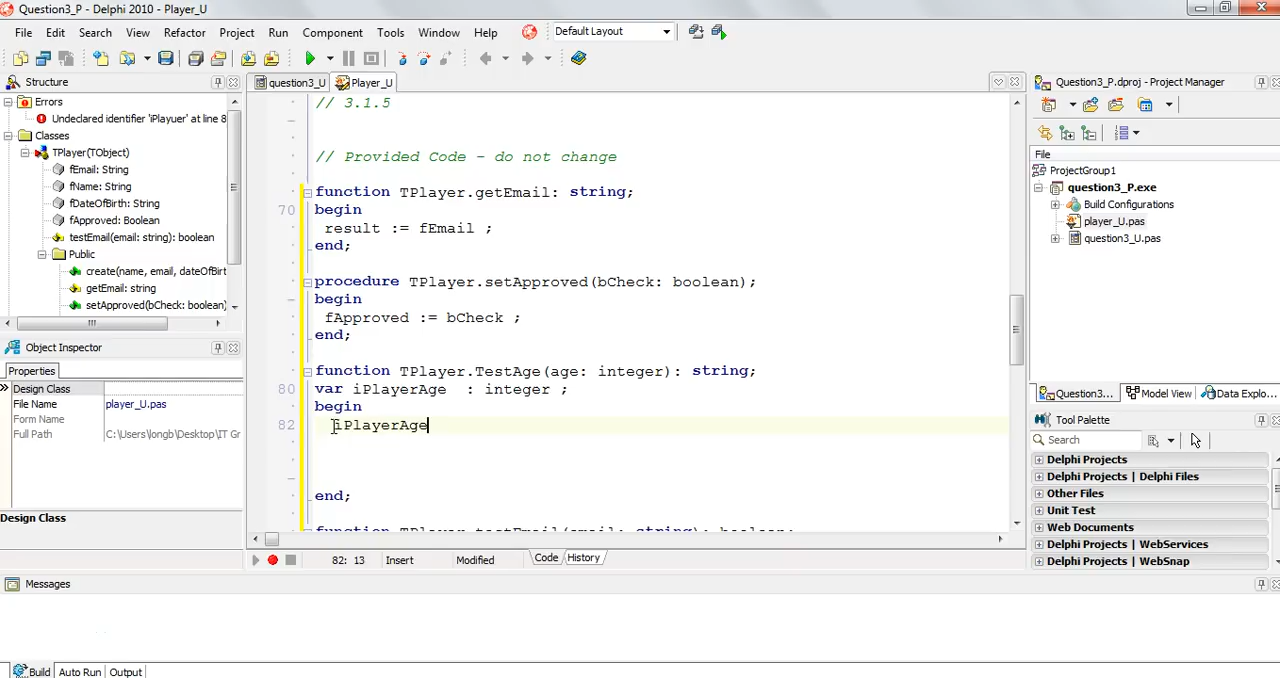 Question3_P - Delphi 2010 - Player_U
File Edit Search View Refactor Project Run Component Tools Window Help Default Layout
Structure
Errors
Undeclared identifier 'iPlayuer' at line 8
Classes
TPlayer(TObject)
fEmail: String
fName: String
fDateOfBirth: String
fApproved: Boolean
testEmail(email: string): boolean
Public
create(name, email, dateOfBirt
getEmail: string
setApproved(bCheck: boolean)
Object Inspector
Properties
Design Class
File Name player_U.pas
Form Name
Full Path C:\Users\longb\Desktop\IT Gr
Design Class
question3_U Player_U
// 3.1.5
// Provided Code - do not change
function TPlayer.getEmail: string;
70 begin
result := fEmail ;
end;
procedure TPlayer.setApproved(bCheck: boolean);
begin
fApproved := bCheck ;
end;
function TPlayer.TestAge(age: integer): string;
80 var iPlayerAge : integer ;
begin
82 iPlayerAge
end;
function TPlayer.testEmail(email: string): boolean;
82: 13 Insert Modified Code History
Question3_P.dproj - Project Manager
File
ProjectGroup1
question3_P.exe
Build Configurations
player_U.pas
question3_U.pas
Question3... Model View Data Explo...
Tool Palette
Search
Delphi Projects
Delphi Projects | Delphi Files
Other Files
Unit Test
Web Documents
Delphi Projects | WebServices
Delphi Projects | WebSnap
Messages
Build Auto Run Output